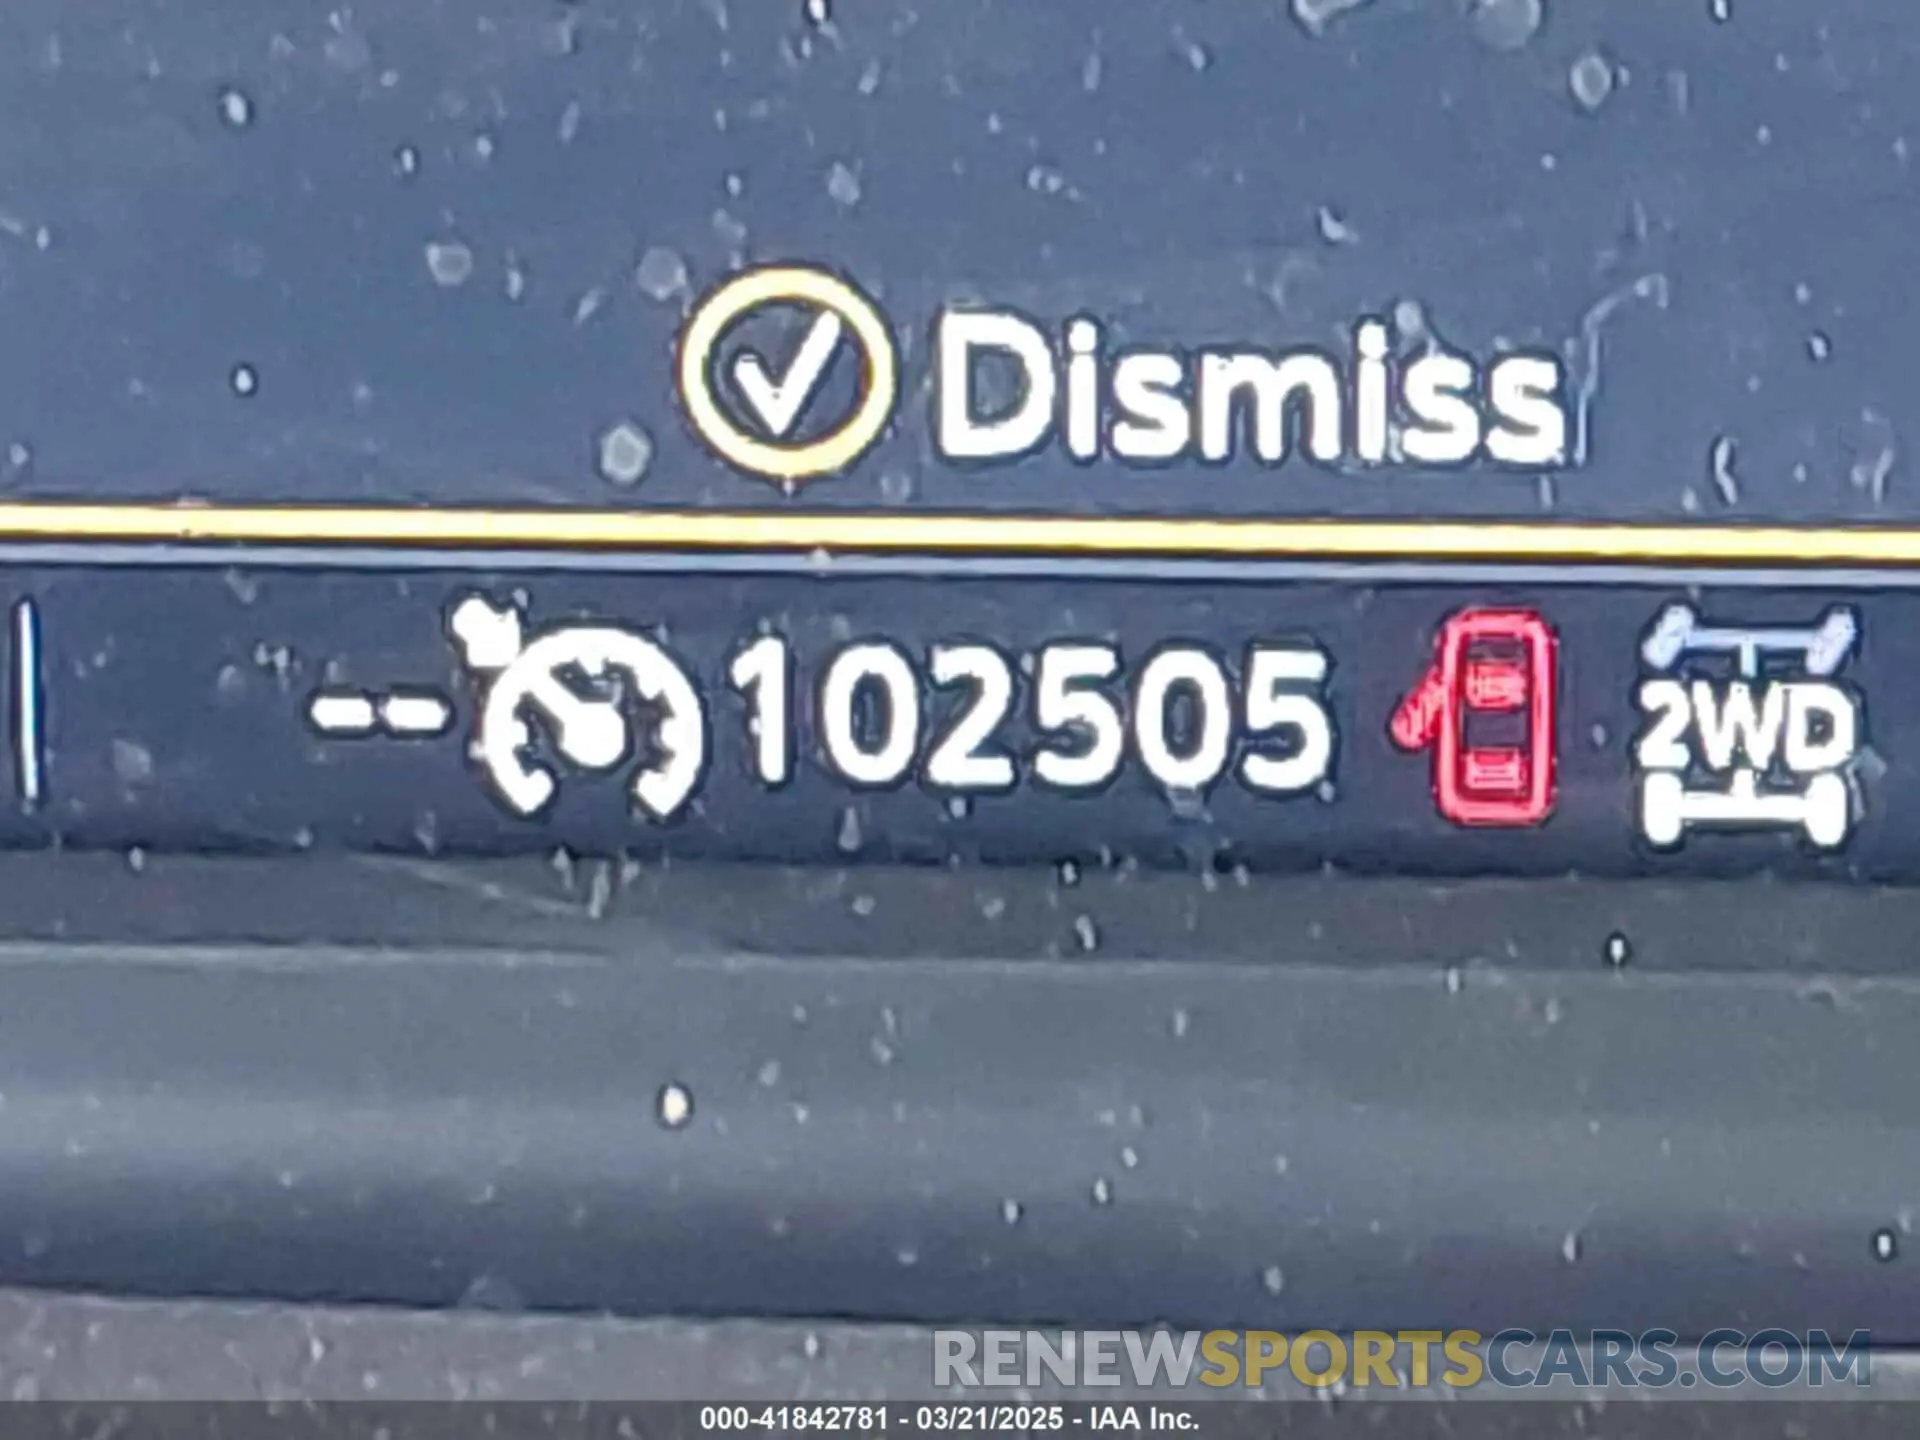 Dismiss
-- 102505 2WD
RENEWSPORTSCARS.COM
000-41842781 - 03/21/2025 - IAA Inc.